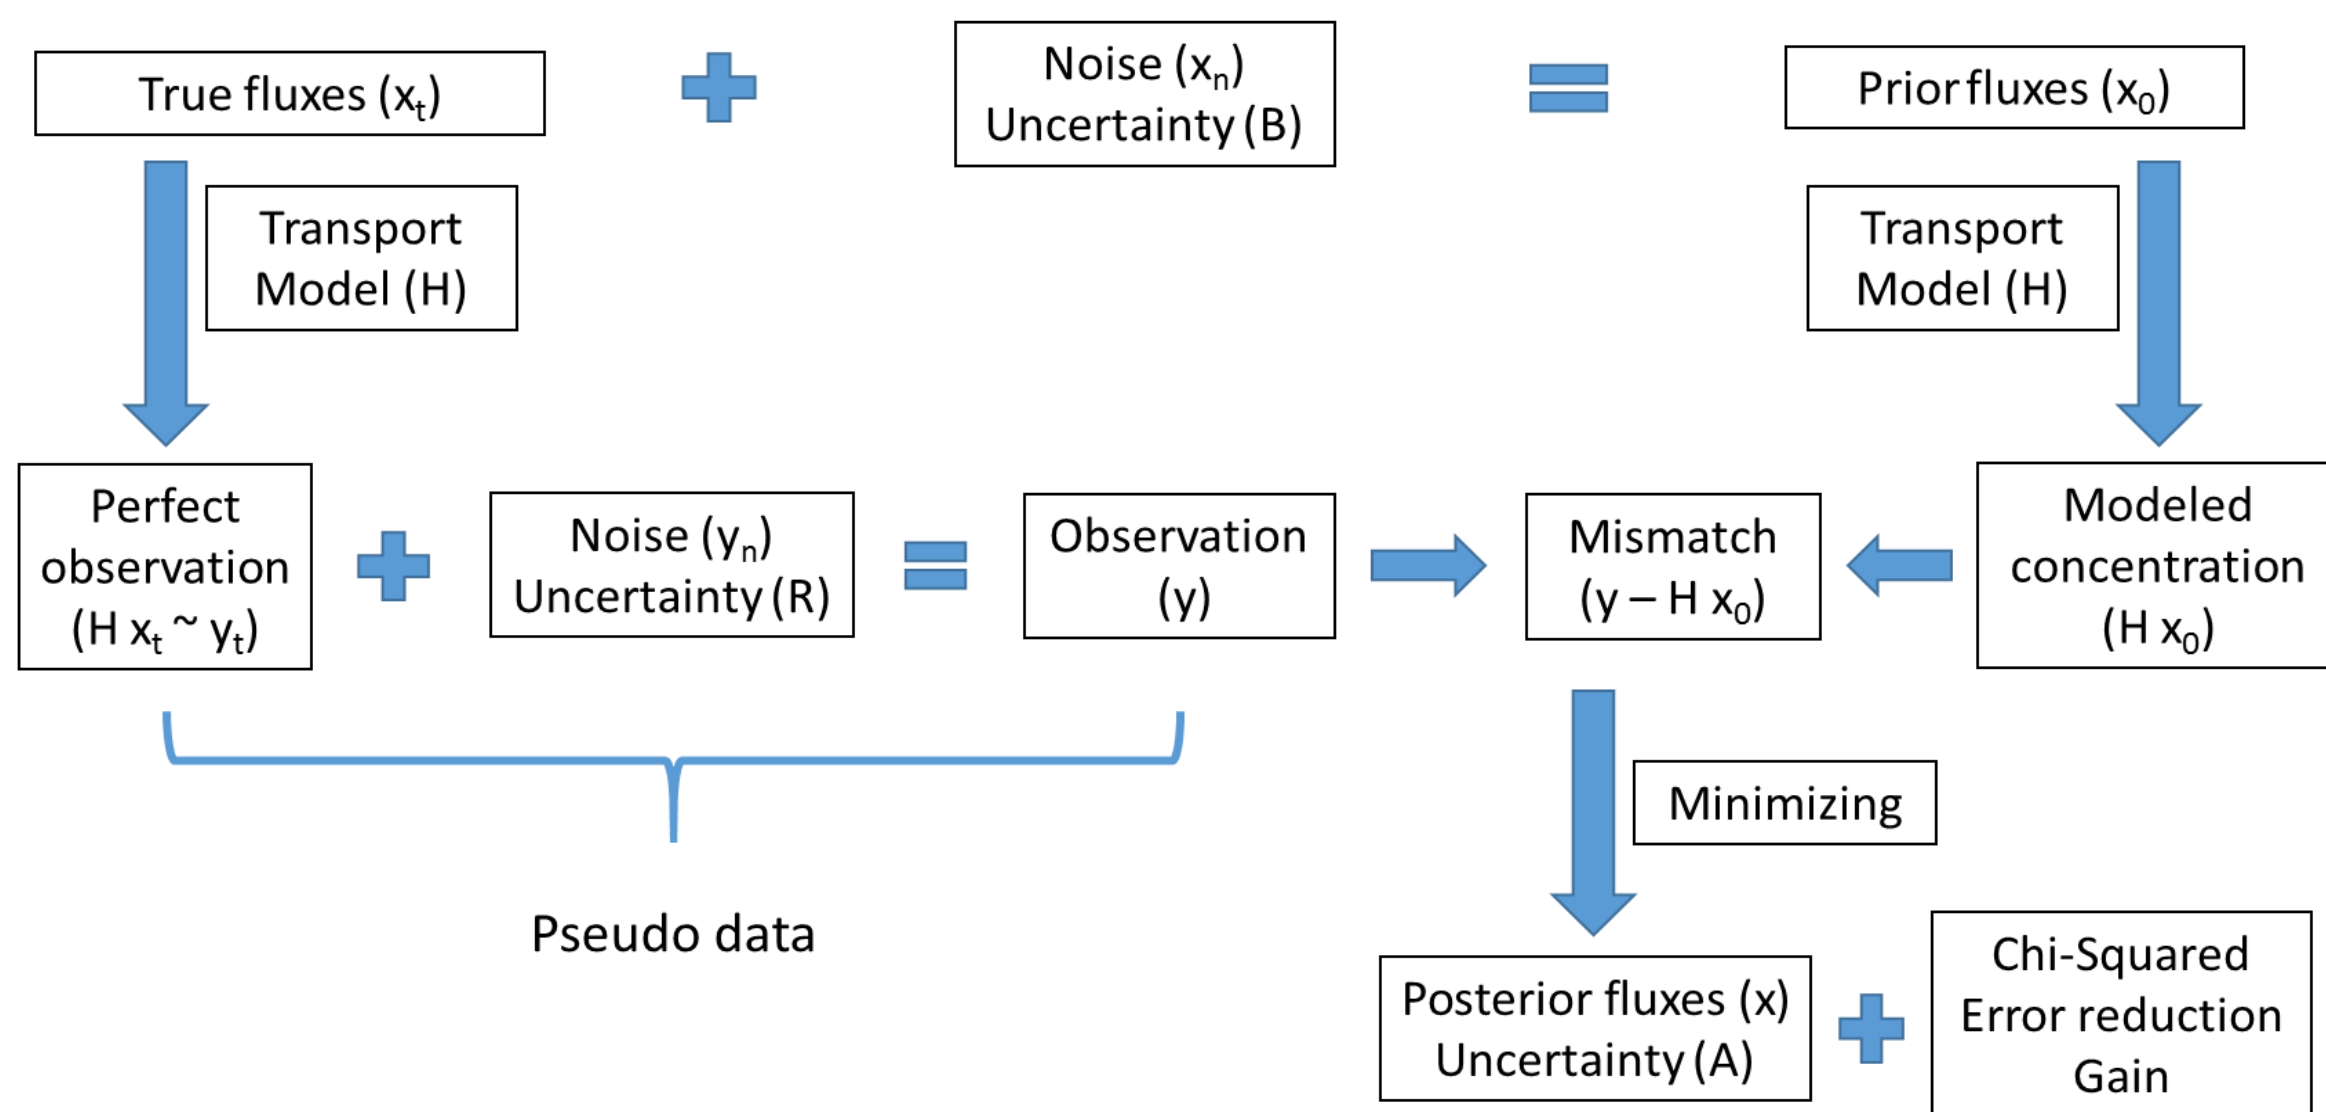 True fluxes (xt)
Noise (xn)
Uncertainty (B)
Prior fluxes (x0)
Transport
Model (H)
Transport
Model (H)
Perfect
observation
(H xt ~ yt)
Noise (yn)
Uncertainty (R)
Observation
(y)
Mismatch
(y – H x0)
Modeled
concentration
(H x0)
Minimizing
Pseudo data
Posterior fluxes (x)
Uncertainty (A)
Chi-Squared
Error reduction
Gain